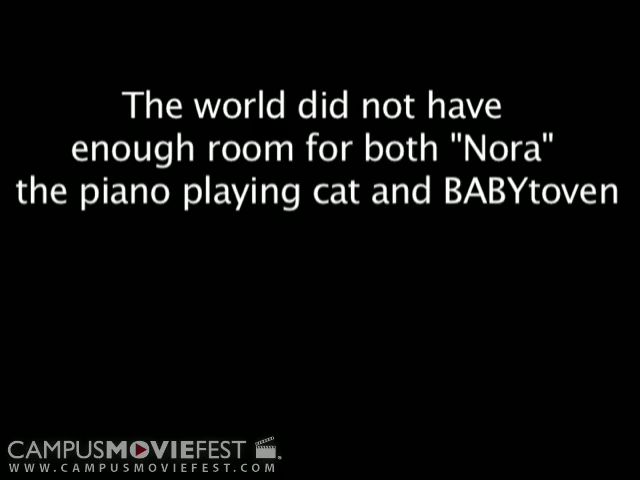 The world did not have
enough room for both "Nora"
the piano playing cat and BABYtoven
CAMPUSMOVIEFEST
WWW.CAMPUSMOVIEFEST.COM